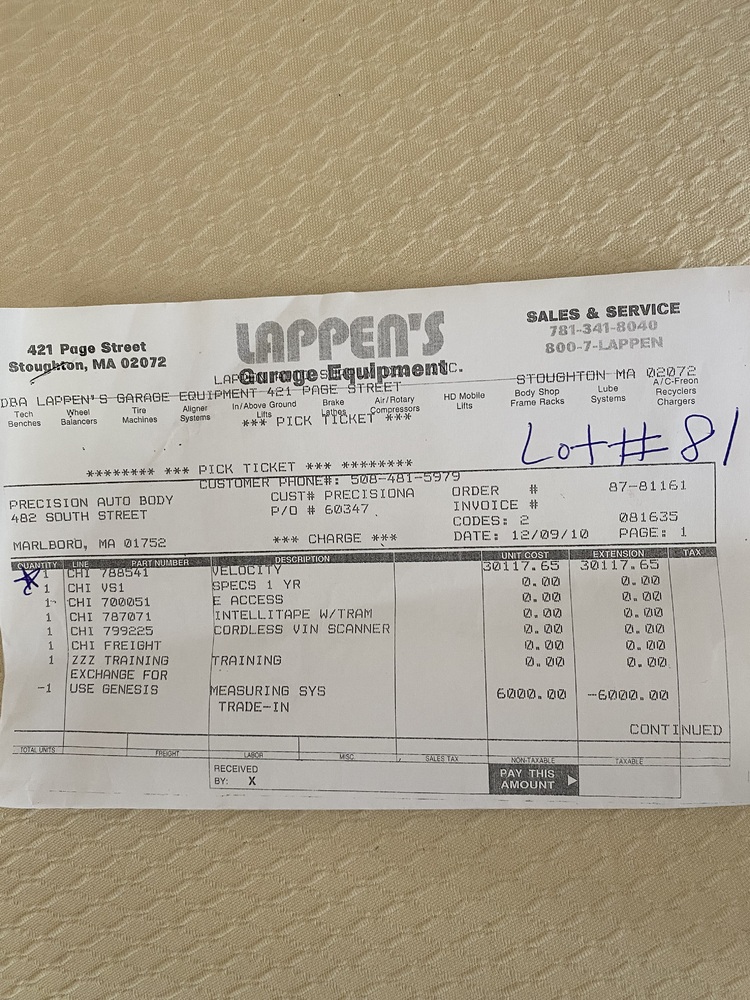 421 Page Street
Stoughton, MA 02072
LAPPEN'S
Garage Equipment
SALES & SERVICE
781-341-8040
800-7-LAPPEN
DBA LAPPEN'S GARAGE EQUIPMENT 421 PAGE STREET
STOUGHTON MA 02072
Tech Benches
Wheel Balancers
Tire Machines
Aligner Systems
In/Above Ground Lifts
Brake Lathes
Air/Rotary Compressors
HD Mobile Lifts
Body Shop Frame Racks
Lube Systems
A/C-Freon Recyclers Chargers
*** PICK TICKET ***
Lot # 81
******** *** PICK TICKET *** ********
CUSTOMER PHONE#: 508-481-5979
PRECISION AUTO BODY CUST# PRECISIONA ORDER # 87-81161
482 SOUTH STREET P/O # 60347 INVOICE #
CODES: 2 081635
MARLBORO, MA 01752 *** CHARGE *** DATE: 12/09/10 PAGE: 1
QUANTITY LINE PART NUMBER DESCRIPTION UNIT COST EXTENSION TAX
1 CHI 788541 VELOCITY 30117.65 30117.65
1 CHI VS1 SPECS 1 YR 0.00 0.00
1 CHI 700051 E ACCESS 0.00 0.00
1 CHI 787071 INTELLITAPE W/TRAM 0.00 0.00
1 CHI 799225 CORDLESS VIN SCANNER 0.00 0.00
1 CHI FREIGHT 0.00 0.00
1 ZZZ TRAINING TRAINING 0.00 0.00
EXCHANGE FOR
-1 USE GENESIS MEASURING SYS 6000.00 -6000.00
TRADE-IN
CONTINUED
TOTAL UNITS FREIGHT LABOR MISC SALES TAX NON-TAXABLE TAXABLE
RECEIVED
BY: X
PAY THIS
AMOUNT